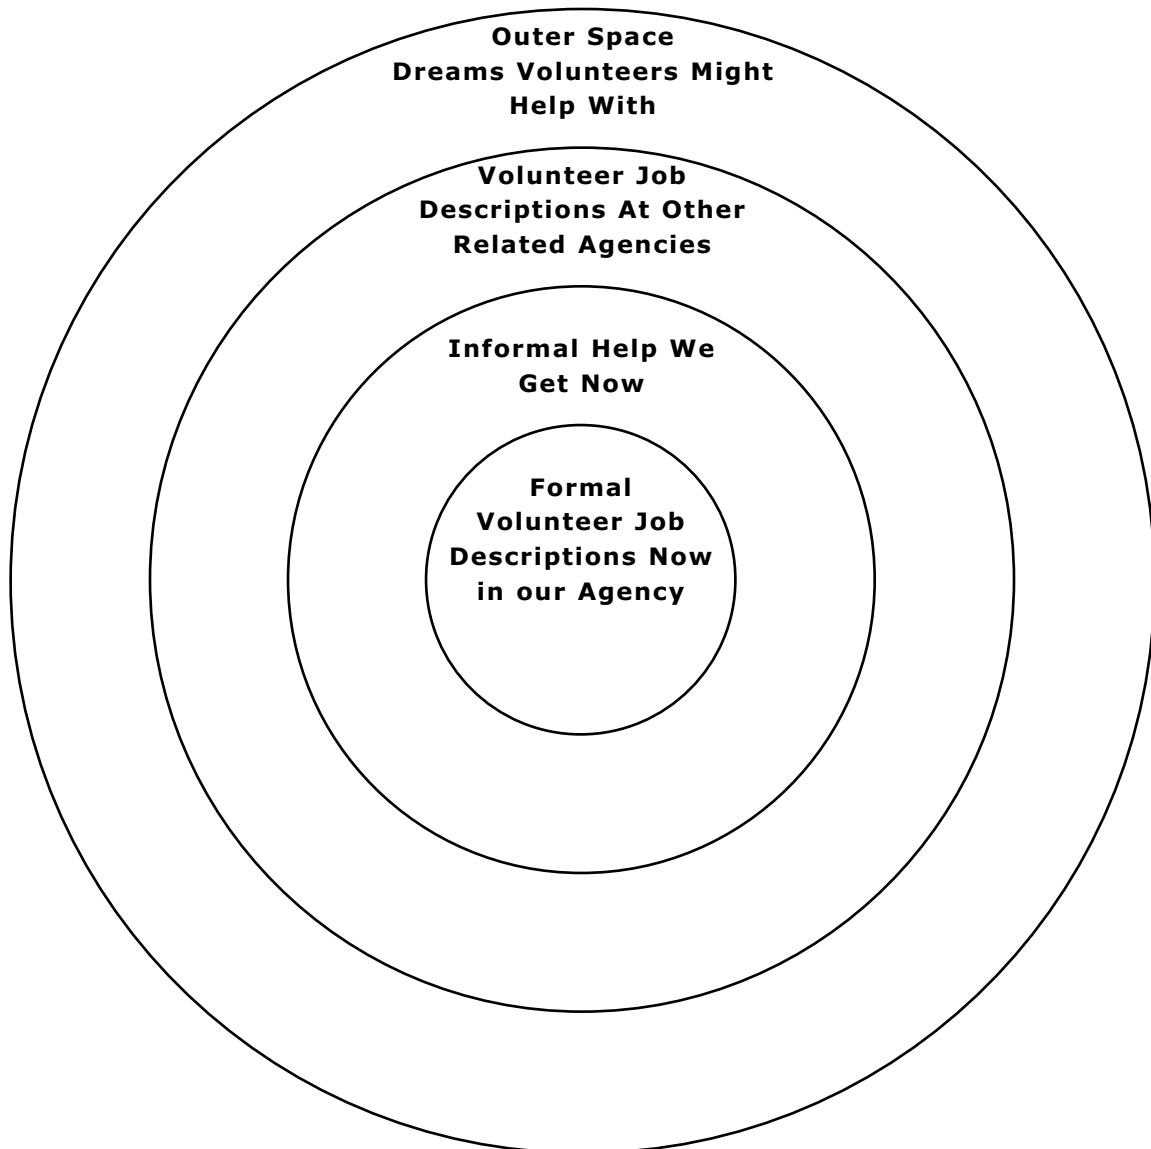 Outer Space
Dreams Volunteers Might
Help With
Volunteer Job
Descriptions At Other
Related Agencies
Informal Help We
Get Now
Formal
Volunteer Job
Descriptions Now
in our Agency